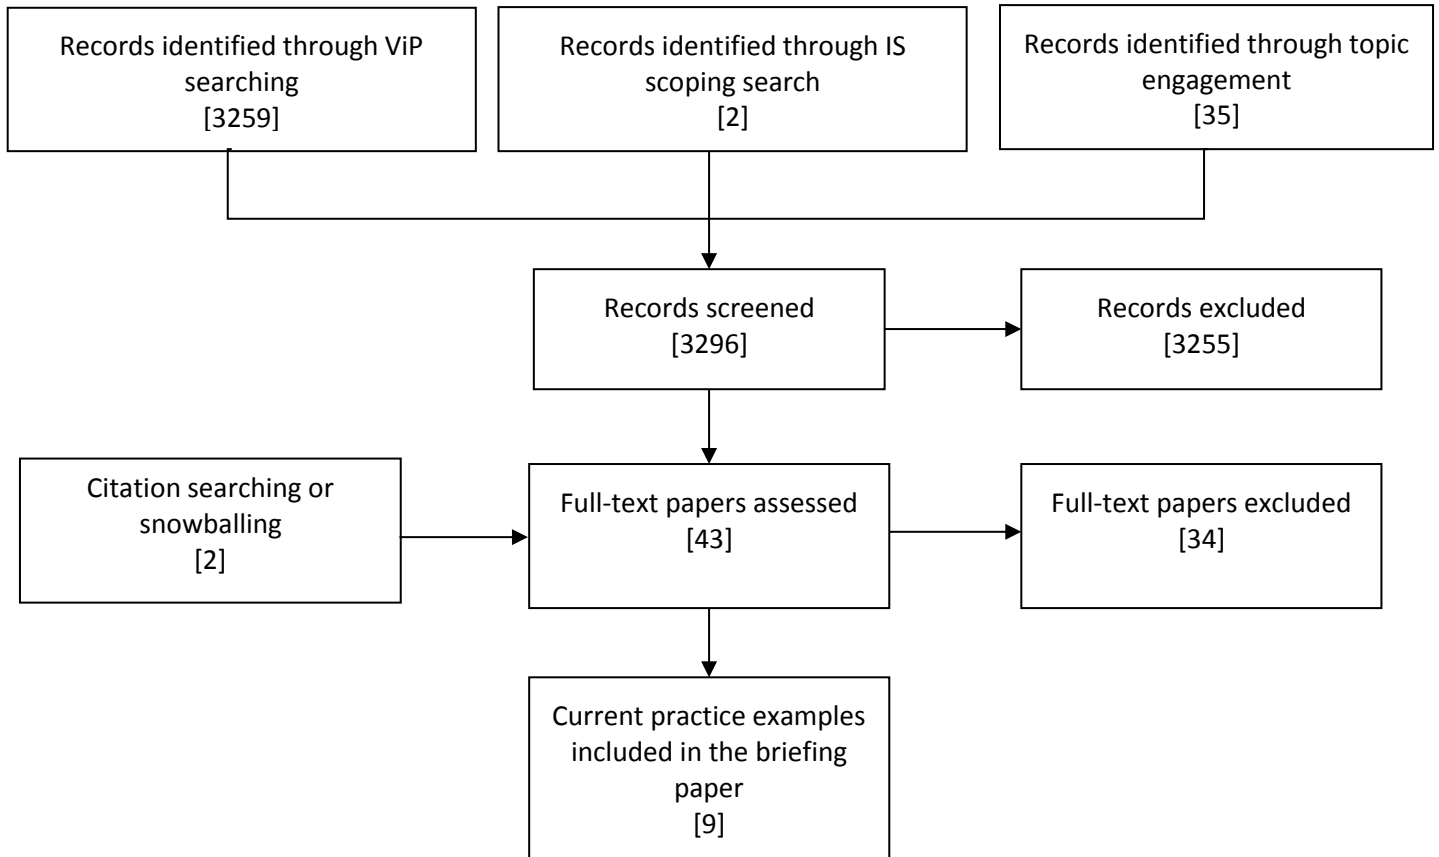 Records identified through ViP
searching
[3259]
Records identified through IS
scoping search
[2]
Records identified through topic
engagement
[35]
Records screened
[3296]
Records excluded
[3255]
Citation searching or
snowballing
[2]
Full-text papers assessed
[43]
Full-text papers excluded
[34]
Current practice examples
included in the briefing
paper
[9]